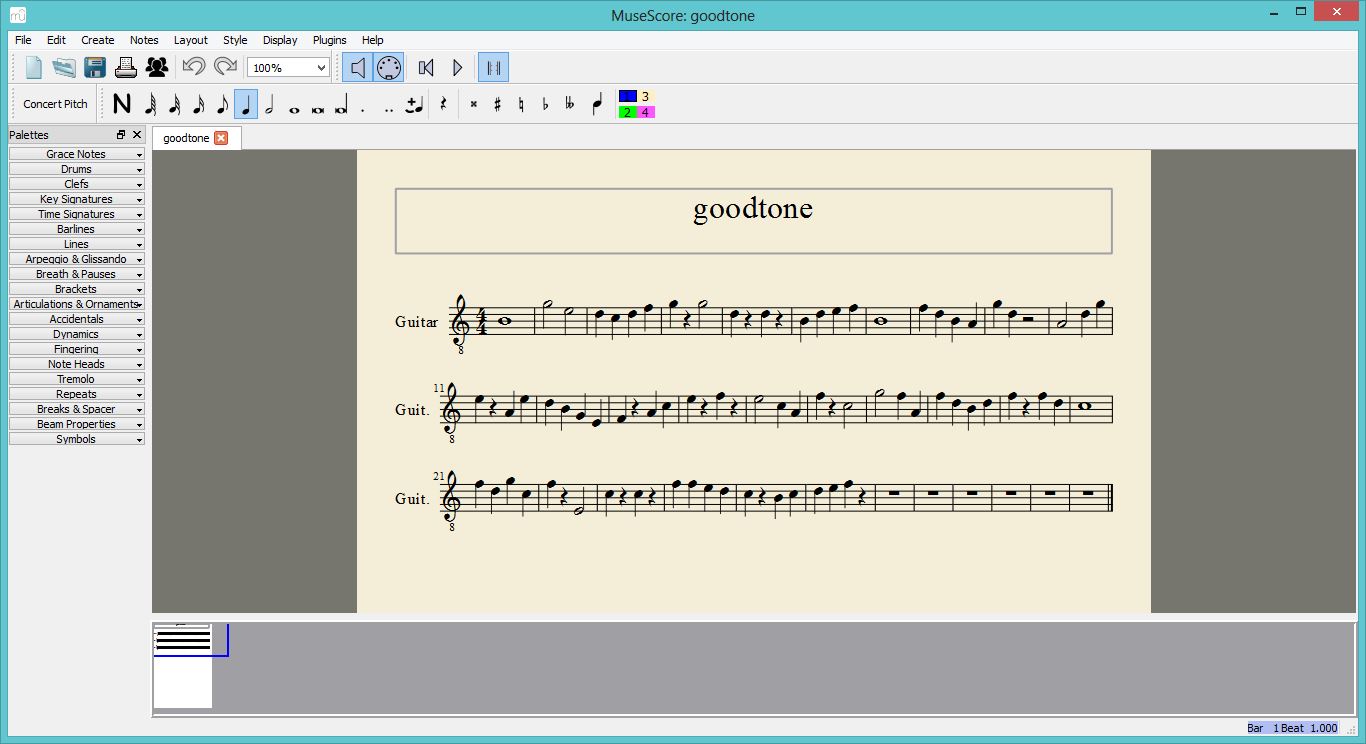 MuseScore: goodtone
File Edit Create Notes Layout Style Display Plugins Help
100%
Concert Pitch N 1 3
2 4
Palettes
goodtone
Grace Notes
Drums
Clefs
Key Signatures
Time Signatures
Barlines
Lines
Arpeggio & Glissando
Breath & Pauses
Brackets
Articulations & Ornaments
Accidentals
Dynamics
Fingering
Note Heads
Tremolo
Repeats
Breaks & Spacer
Beam Properties
Symbols
goodtone
Guitar 4
4
8
11
Guit.
8
21
Guit.
8
Bar 1 Beat 1.000